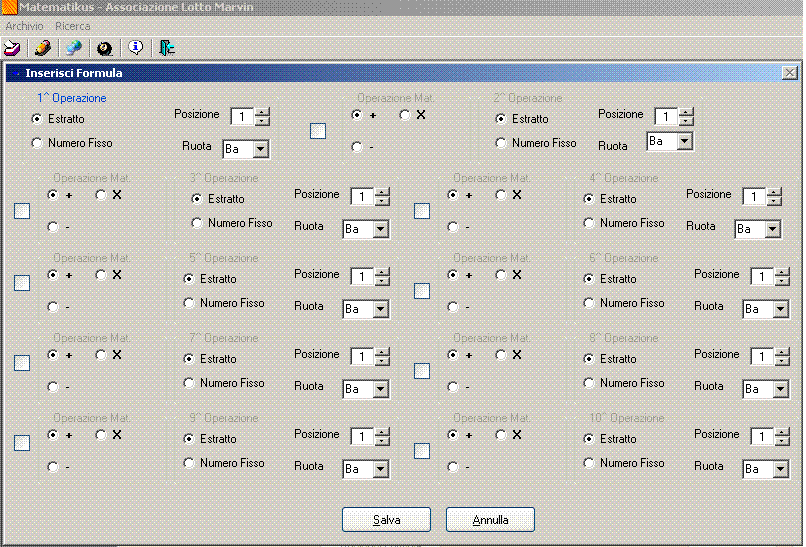 Matematikus - Associazione Lotto Marvin
Archivio Ricerca
Inserisci Formula
1^ Operazione Operazione Mat. 2^ Operazione
Estratto Posizione 1 + X Estratto Posizione 1
Numero Fisso Ruota Ba - Numero Fisso Ruota Ba
Operazione Mat. 3^ Operazione Operazione Mat. 4^ Operazione
+ X Estratto Posizione 1 + X Estratto Posizione 1
- Numero Fisso Ruota Ba - Numero Fisso Ruota Ba
Operazione Mat. 5^ Operazione Operazione Mat. 6^ Operazione
+ X Estratto Posizione 1 + X Estratto Posizione 1
- Numero Fisso Ruota Ba - Numero Fisso Ruota Ba
Operazione Mat. 7^ Operazione Operazione Mat. 8^ Operazione
+ X Estratto Posizione 1 + X Estratto Posizione 1
- Numero Fisso Ruota Ba - Numero Fisso Ruota Ba
Operazione Mat. 9^ Operazione Operazione Mat. 10^ Operazione
+ X Estratto Posizione 1 + X Estratto Posizione 1
- Numero Fisso Ruota Ba - Numero Fisso Ruota Ba
Salva Annulla